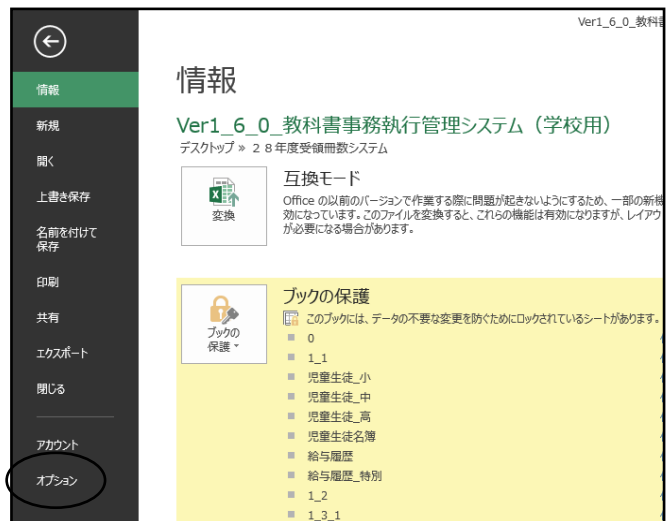 Ver1_6_0_教科
情報
情報
新規
開く
上書き保存
名前を付けて
保存
印刷
共有
エクスポート
閉じる
アカウント
オプション
Ver1_6_0_教科書事務執行管理システム（学校用）
デスクトップ » 28年度受領冊数システム
変換
互換モード
Office の以前のバージョンで作業する際に問題が起きないようにするため、一部の新機
効になっています。このファイルを変換すると、これらの機能は有効になりますが、レイアウ
が必要になる場合があります。
ブックの
保護
ブックの保護
このブックには、データの不要な変更を防ぐためにロックされているシートがあります。
0
1_1
児童生徒_小
児童生徒_中
児童生徒_高
児童生徒名簿
給与履歴
給与履歴_特別
1_2
1_3_1